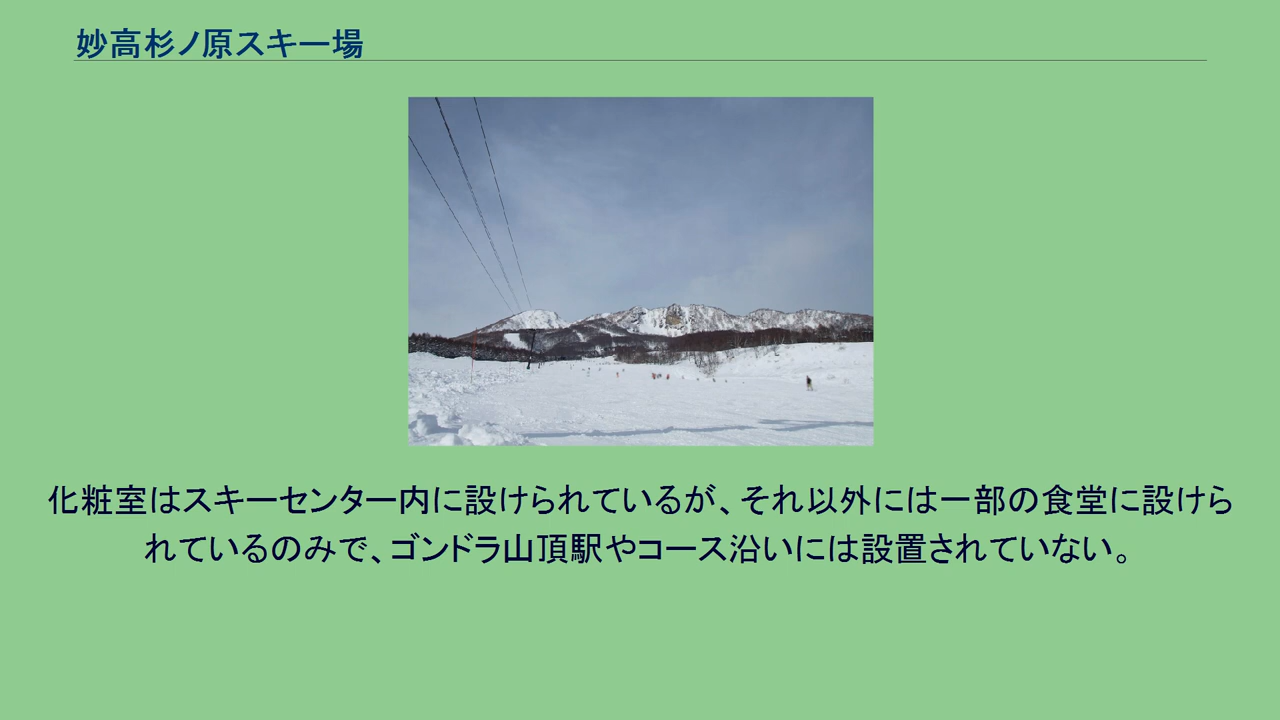 妙高杉ノ原スキー場
化粧室はスキーセンター内に設けられているが、それ以外には一部の食堂に設けら
れているのみで、ゴンドラ山頂駅やコース沿いには設置されていない。